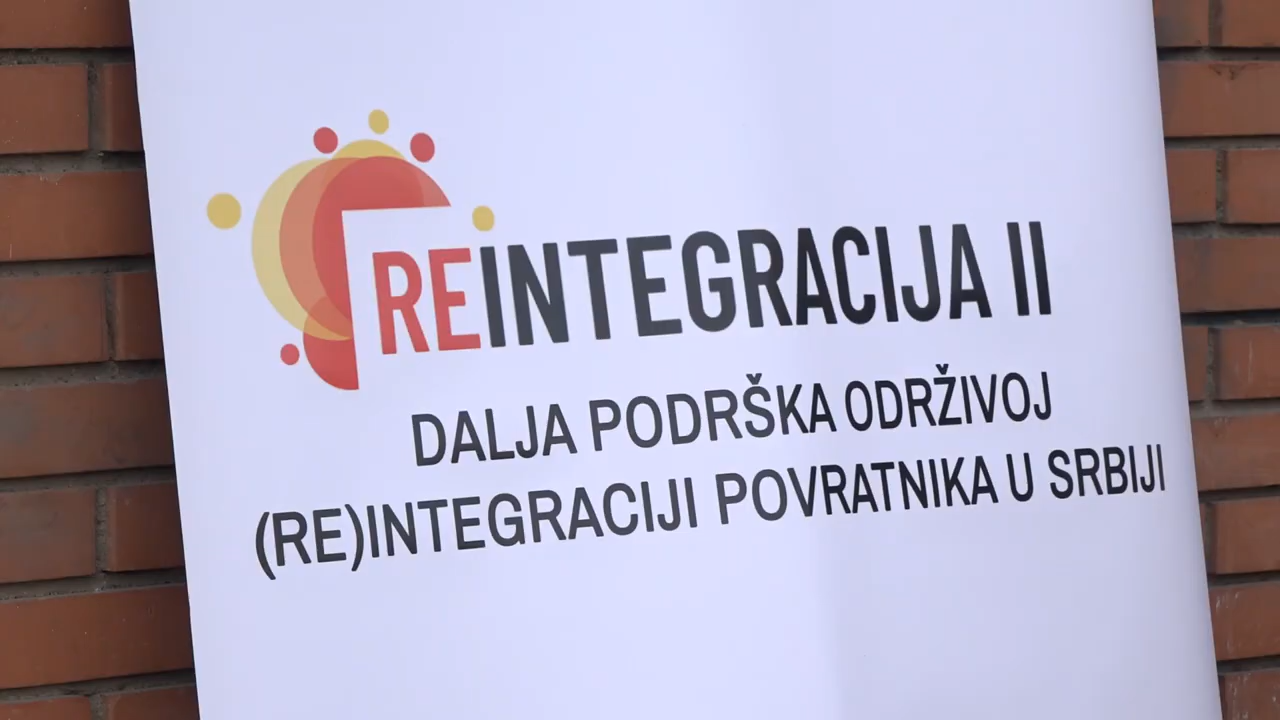 REINTEGRACIJA II
DALJA PODRŠKA ODRŽIVOJ
(RE)INTEGRACIJI POVRATNIKA U SRBIJI